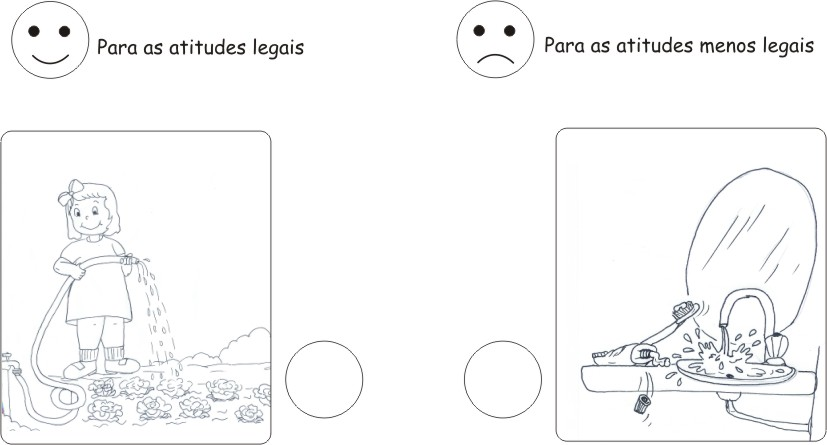 Para as atitudes legais
Para as atitudes menos legais